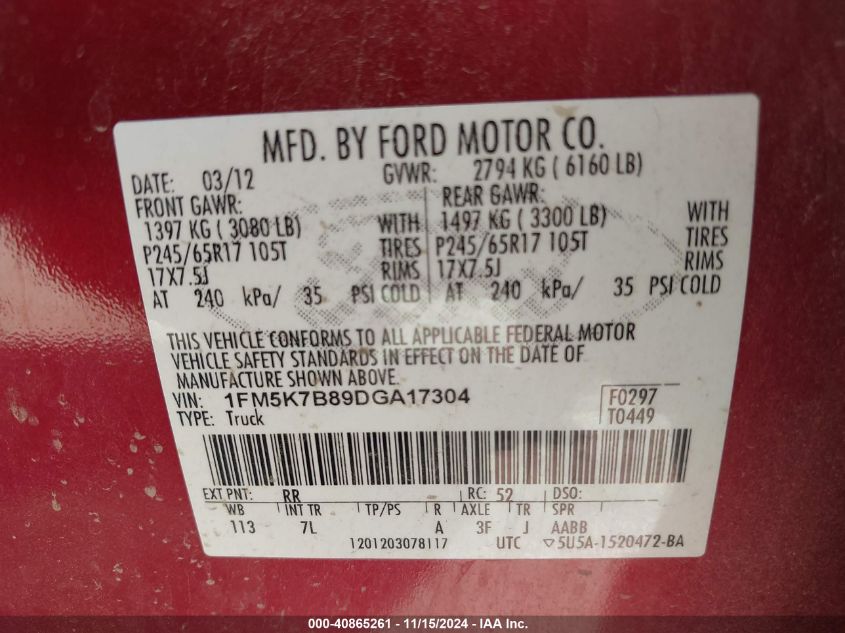 MFD. BY FORD MOTOR CO.
DATE: 03/12 GVWR: 2794 KG ( 6160 LB)
FRONT GAWR: REAR GAWR:
1397 KG ( 3080 LB) WITH 1497 KG ( 3300 LB) WITH
P245/65R17 105T TIRES P245/65R17 105T TIRES
17X7.5J RIMS 17X7.5J RIMS
AT 240 kPa/ 35 PSI COLD AT 240 kPa/ 35 PSI COLD
THIS VEHICLE CONFORMS TO ALL APPLICABLE FEDERAL MOTOR
VEHICLE SAFETY STANDARDS IN EFFECT ON THE DATE OF
MANUFACTURE SHOWN ABOVE.
VIN: 1FM5K7B89DGA17304 F0297
TYPE: Truck T0449
EXT PNT: RR RC: 52 DSO:
WB INT TR TP/PS R AXLE TR SPR
113 7L A 3F J AABB
1201203078117 UTC ▽5U5A-1520472-BA
000-40865261 - 11/15/2024 - IAA Inc.